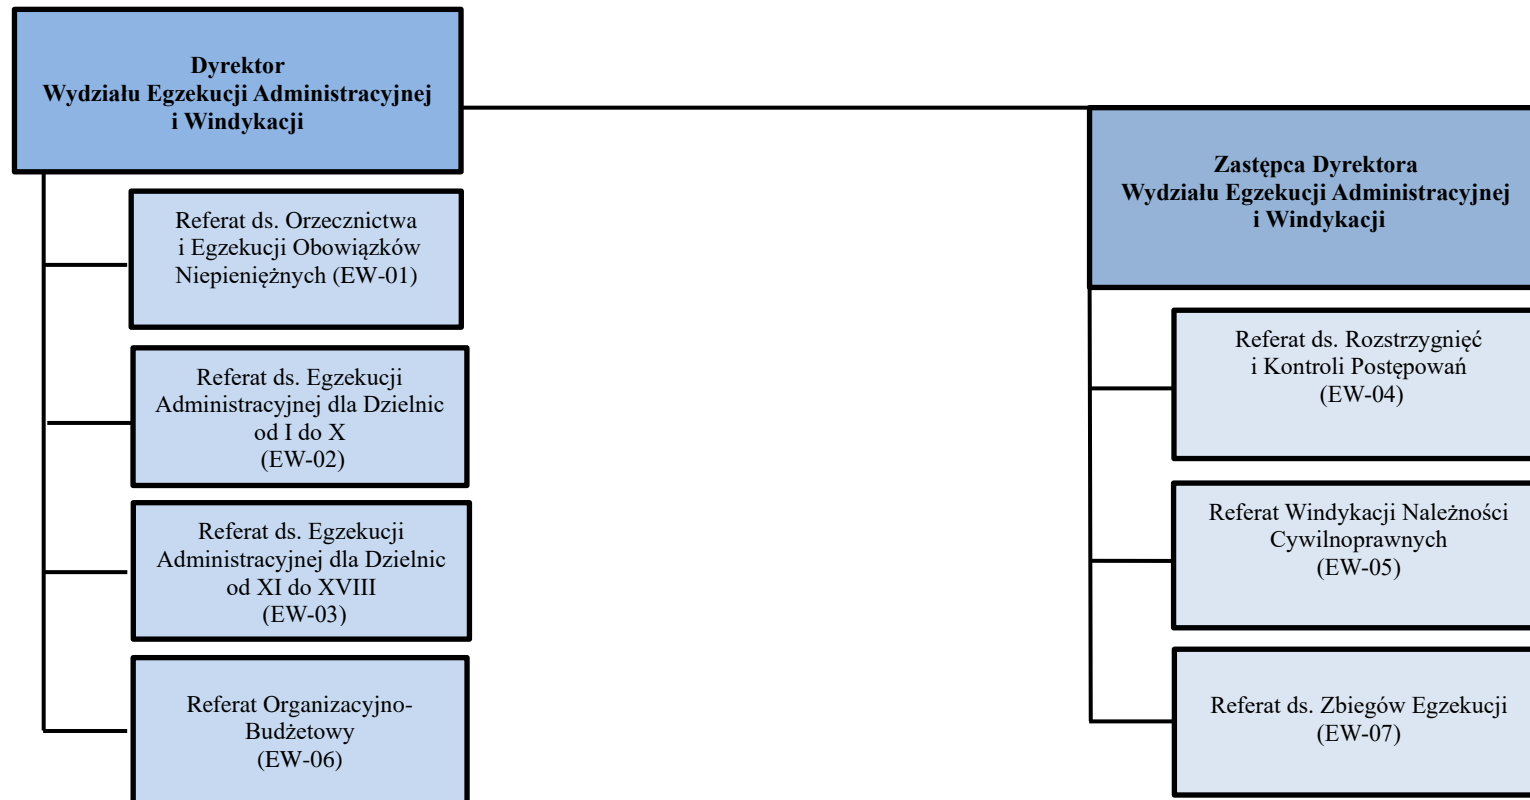 Dyrektor
Wydziału Egzekucji Administracyjnej
i Windykacji
Referat ds. Orzecznictwa
i Egzekucji Obowiązków
Niepieniężnych (EW-01)
Referat ds. Egzekucji
Administracyjnej dla Dzielnic
od I do X
(EW-02)
Referat ds. Egzekucji
Administracyjnej dla Dzielnic
od XI do XVIII
(EW-03)
Referat Organizacyjno-
Budżetowy
(EW-06)
Zastępca Dyrektora
Wydziału Egzekucji Administracyjnej
i Windykacji
Referat ds. Rozstrzygnięć
i Kontroli Postępowań
(EW-04)
Referat Windykacji Należności
Cywilnoprawnych
(EW-05)
Referat ds. Zbiegów Egzekucji
(EW-07)